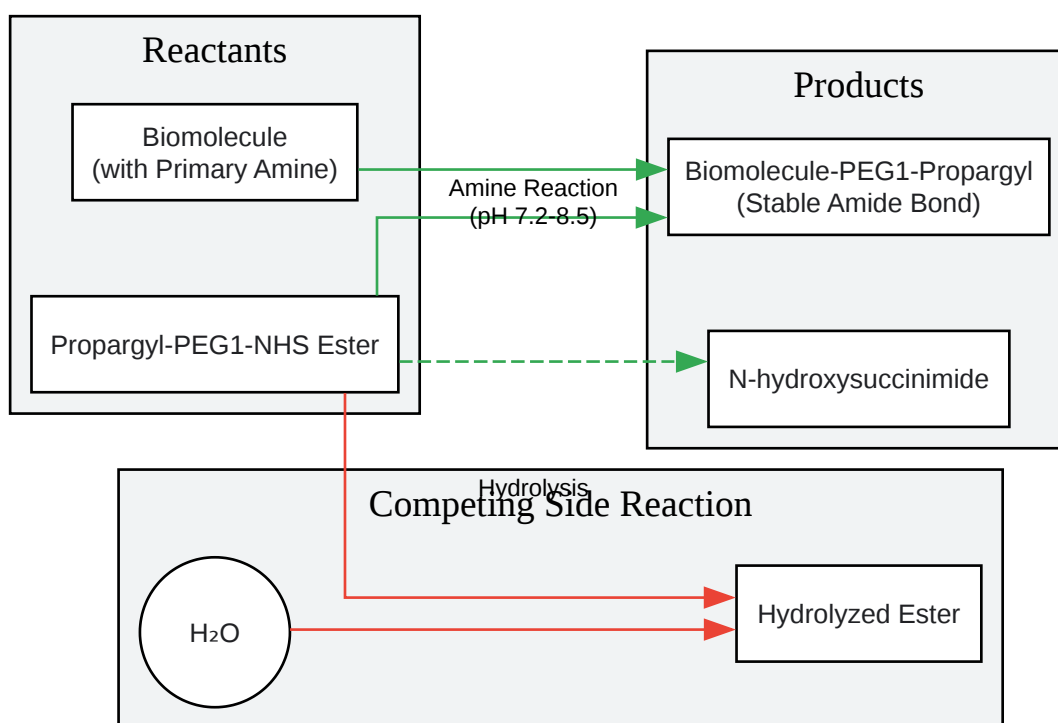 Reactants
Biomolecule
(with Primary Amine)
Propargyl-PEG1-NHS Ester
Amine Reaction
(pH 7.2-8.5)
Products
Biomolecule-PEG1-Propargyl
(Stable Amide Bond)
N-hydroxysuccinimide
Hydrolysis
Competing Side Reaction
H₂O
Hydrolyzed Ester